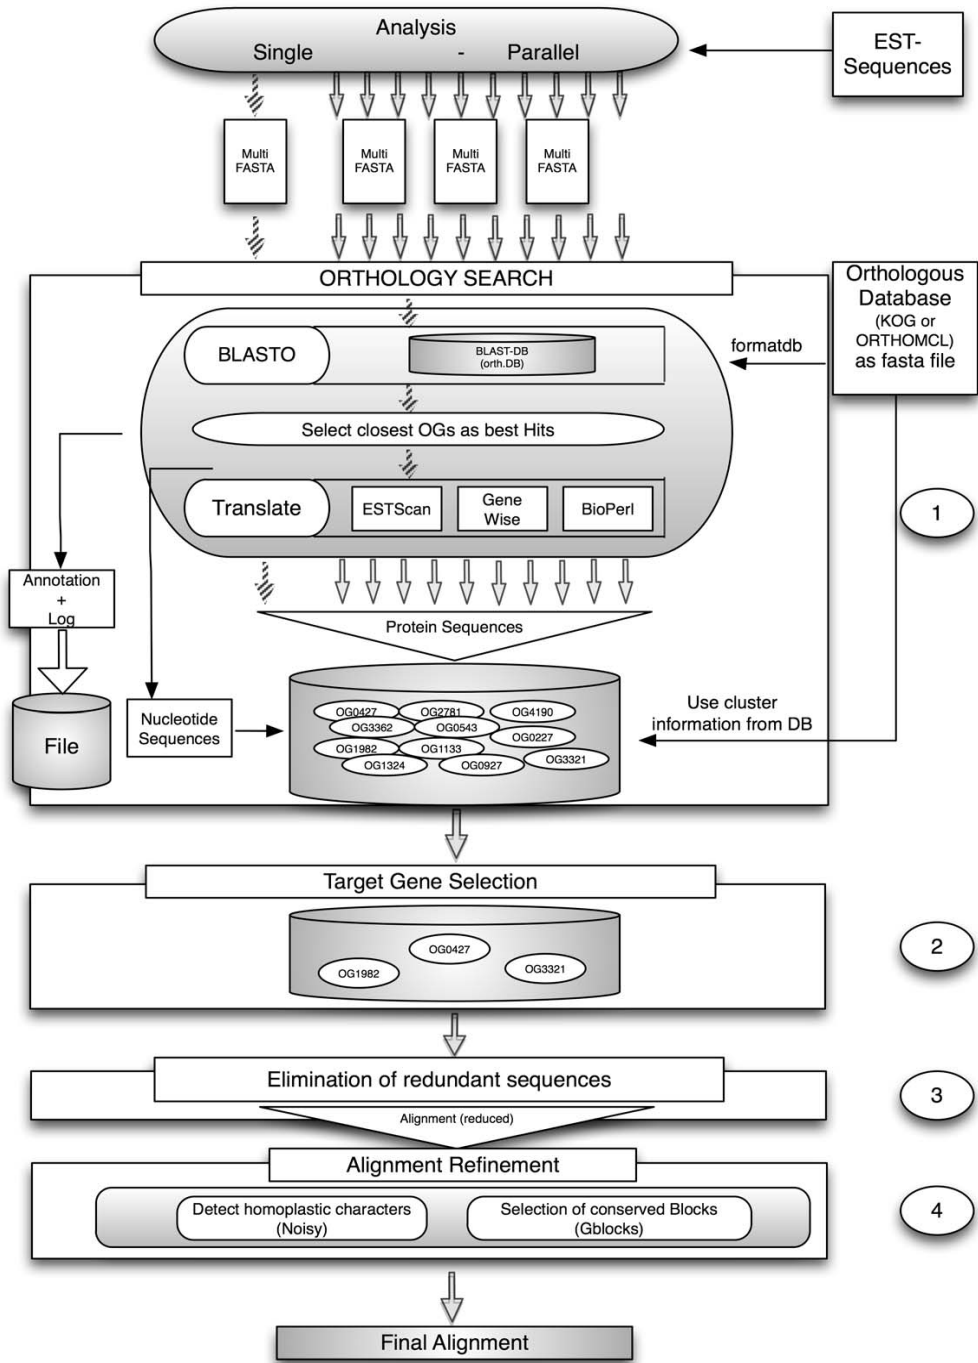 Analysis
Single - Parallel
EST-
Sequences
Multi
FASTA
Multi
FASTA
Multi
FASTA
Multi
FASTA
ORTHOLOGY SEARCH
Orthologous
Database
(KOG or
ORTHOMCL)
as fasta file
BLASTO
BLAST-DB
(orth.DB)
formatdb
Select closest OGs as best Hits
Translate
ESTScan
Gene
Wise
BioPerl
1
Annotation
+
Log
Protein Sequences
File
Nucleotide
Sequences
OG0427
OG2781
OG4190
OG3362
OG0543
OG0227
OG1982
OG1133
OG3321
OG1324
OG0927
Use cluster
information from DB
Target Gene Selection
OG0427
OG1982
OG3321
2
Elimination of redundant sequences
Alignment (reduced)
3
Alignment Refinement
Detect homoplastic characters
(Noisy)
Selection of conserved Blocks
(Gblocks)
4
Final Alignment